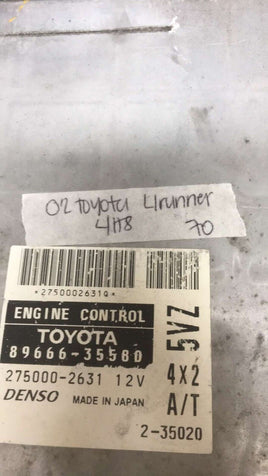 02 Toyota 4runner
4H8 70
*2750002631Q*
ENGINE CONTROL
TOYOTA
89666-35580
275000-2631 12V
DENSO MADE IN JAPAN
5VZ
4X2
A/T
2-35020